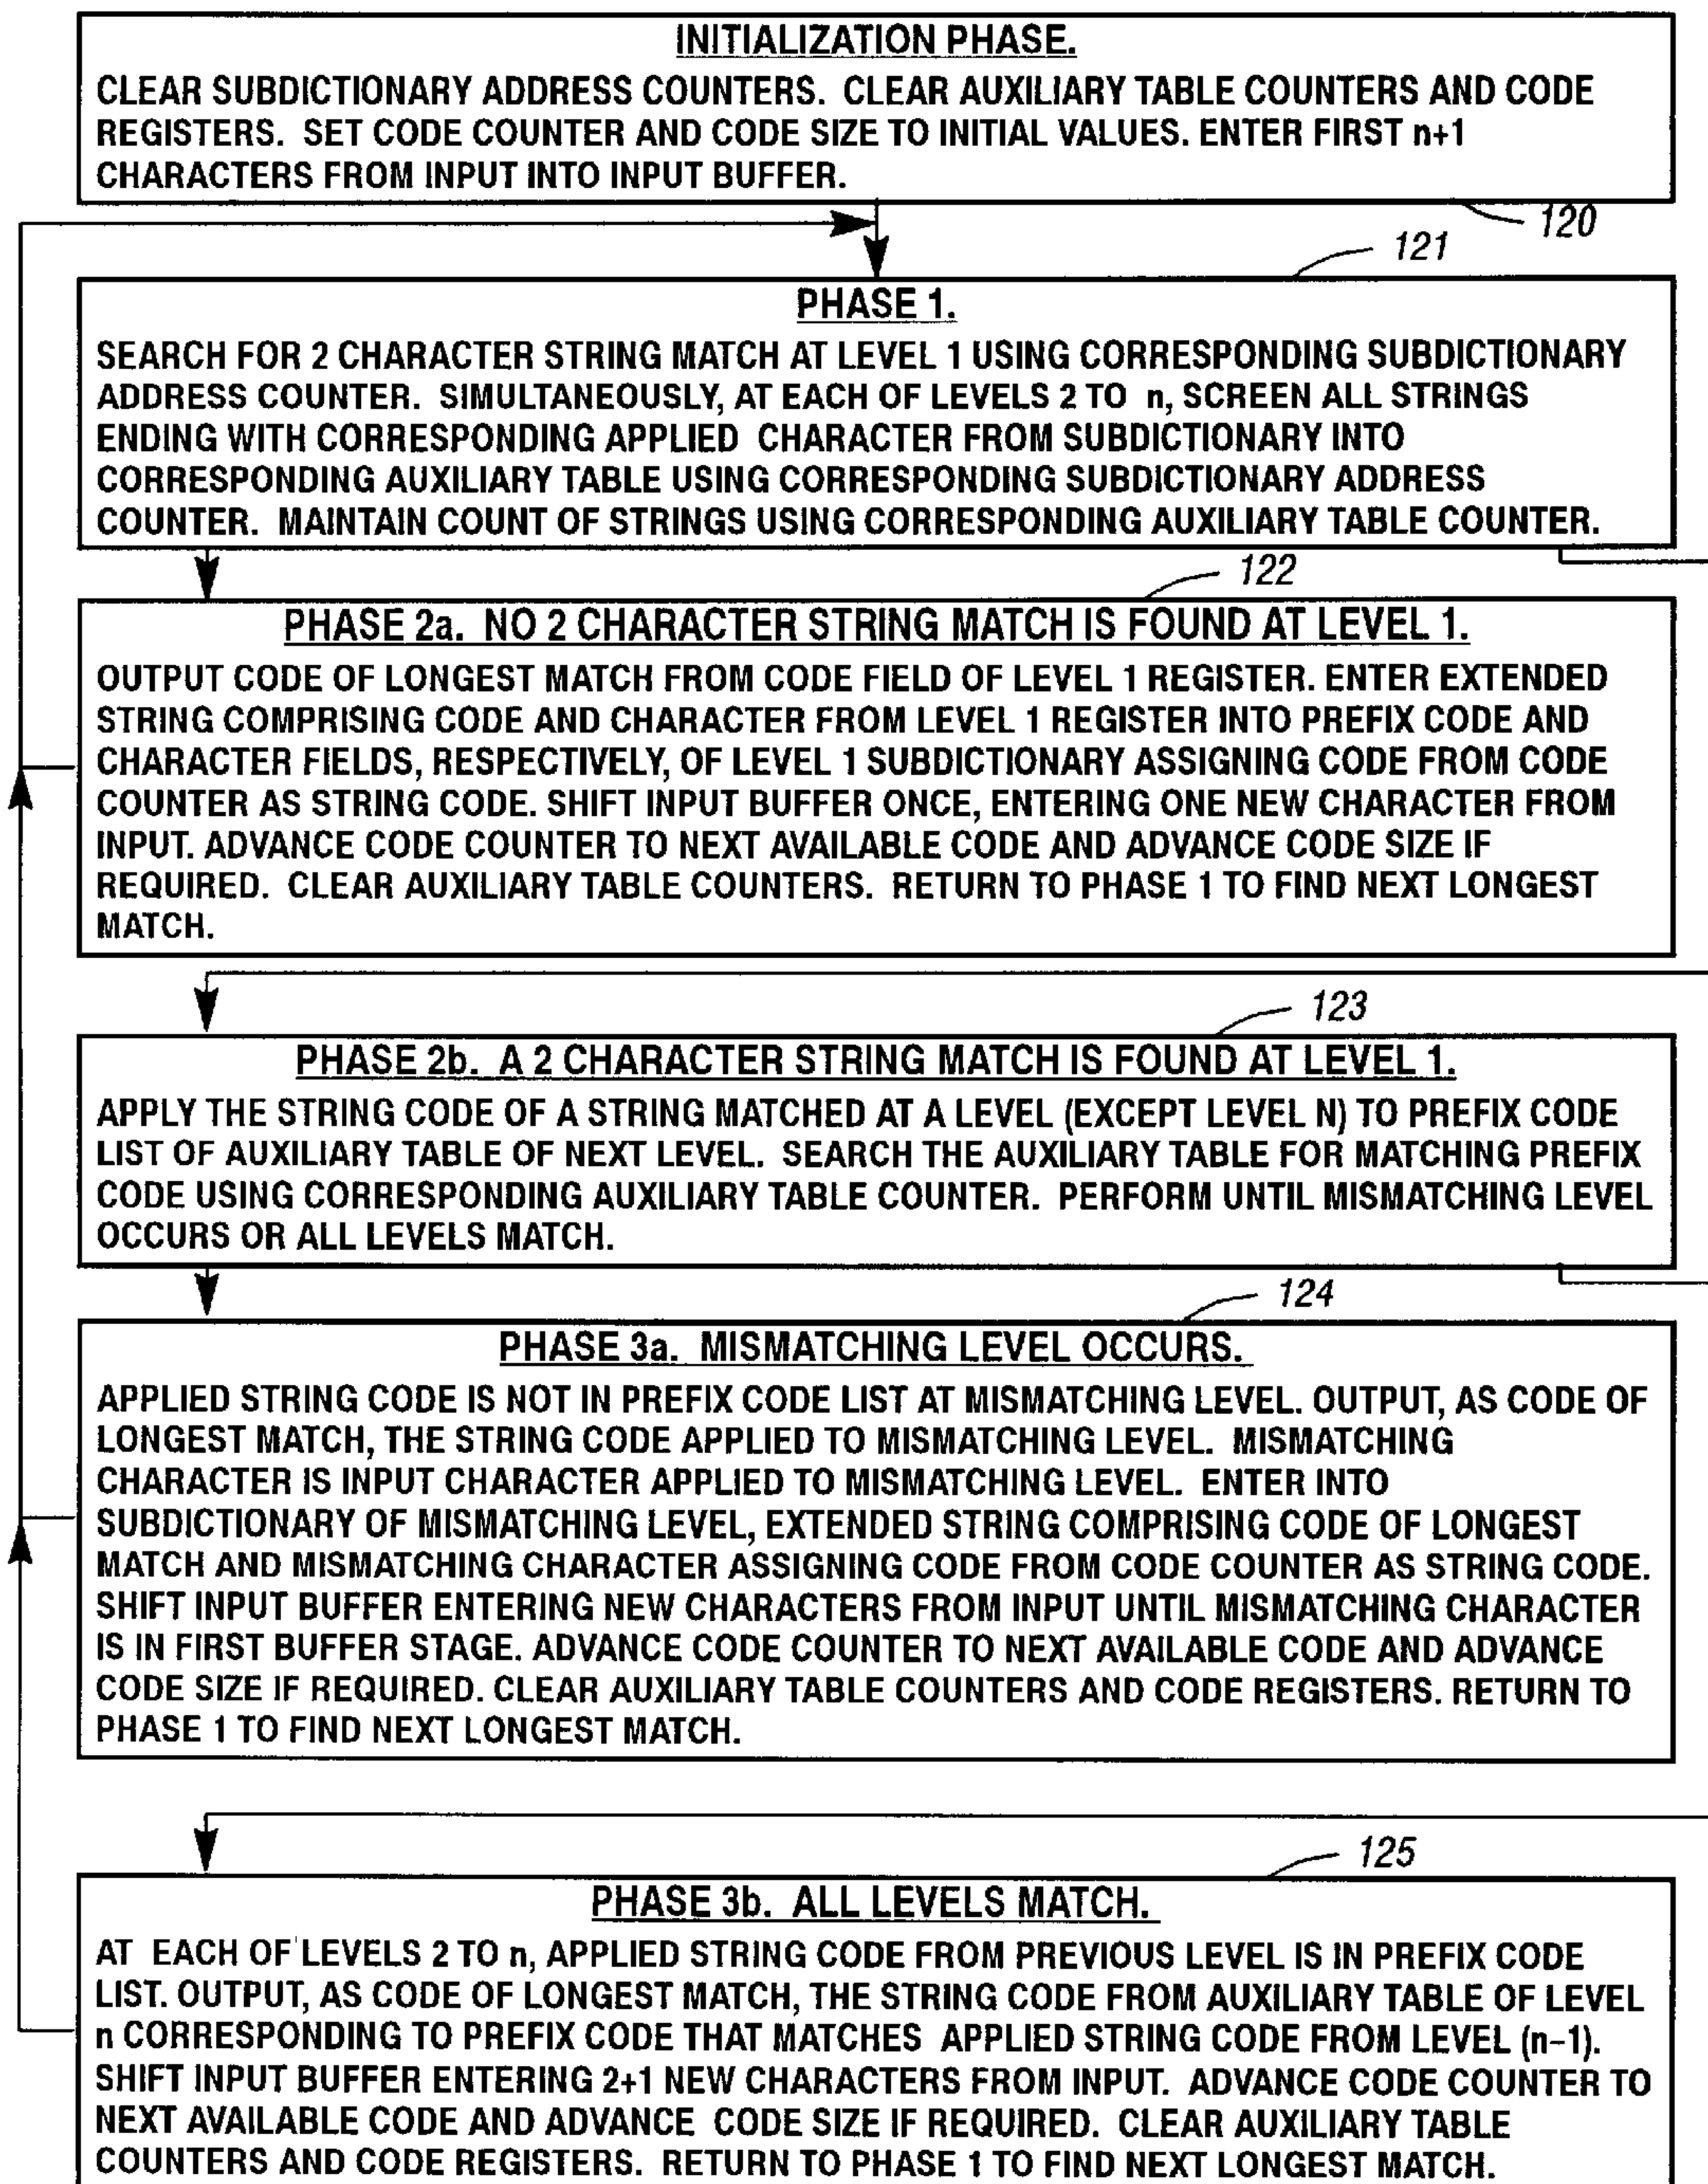 INITIALIZATION PHASE.
CLEAR SUBDICTIONARY ADDRESS COUNTERS. CLEAR AUXILIARY TABLE COUNTERS AND CODE
REGISTERS. SET CODE COUNTER AND CODE SIZE TO INITIAL VALUES. ENTER FIRST n+1
CHARACTERS FROM INPUT INTO INPUT BUFFER.
120
121
PHASE 1.
SEARCH FOR 2 CHARACTER STRING MATCH AT LEVEL 1 USING CORRESPONDING SUBDICTIONARY
ADDRESS COUNTER. SIMULTANEOUSLY, AT EACH OF LEVELS 2 TO n, SCREEN ALL STRINGS
ENDING WITH CORRESPONDING APPLIED CHARACTER FROM SUBDICTIONARY INTO
CORRESPONDING AUXILIARY TABLE USING CORRESPONDING SUBDICTIONARY ADDRESS
COUNTER. MAINTAIN COUNT OF STRINGS USING CORRESPONDING AUXILIARY TABLE COUNTER.
122
PHASE 2a. NO 2 CHARACTER STRING MATCH IS FOUND AT LEVEL 1.
OUTPUT CODE OF LONGEST MATCH FROM CODE FIELD OF LEVEL 1 REGISTER. ENTER EXTENDED
STRING COMPRISING CODE AND CHARACTER FROM LEVEL 1 REGISTER INTO PREFIX CODE AND
CHARACTER FIELDS, RESPECTIVELY, OF LEVEL 1 SUBDICTIONARY ASSIGNING CODE FROM CODE
COUNTER AS STRING CODE. SHIFT INPUT BUFFER ONCE, ENTERING ONE NEW CHARACTER FROM
INPUT. ADVANCE CODE COUNTER TO NEXT AVAILABLE CODE AND ADVANCE CODE SIZE IF
REQUIRED. CLEAR AUXILIARY TABLE COUNTERS. RETURN TO PHASE 1 TO FIND NEXT LONGEST
MATCH.
123
PHASE 2b. A 2 CHARACTER STRING MATCH IS FOUND AT LEVEL 1.
APPLY THE STRING CODE OF A STRING MATCHED AT A LEVEL (EXCEPT LEVEL N) TO PREFIX CODE
LIST OF AUXILIARY TABLE OF NEXT LEVEL. SEARCH THE AUXILIARY TABLE FOR MATCHING PREFIX
CODE USING CORRESPONDING AUXILIARY TABLE COUNTER. PERFORM UNTIL MISMATCHING LEVEL
OCCURS OR ALL LEVELS MATCH.
124
PHASE 3a. MISMATCHING LEVEL OCCURS.
APPLIED STRING CODE IS NOT IN PREFIX CODE LIST AT MISMATCHING LEVEL. OUTPUT, AS CODE OF
LONGEST MATCH, THE STRING CODE APPLIED TO MISMATCHING LEVEL. MISMATCHING
CHARACTER IS INPUT CHARACTER APPLIED TO MISMATCHING LEVEL. ENTER INTO
SUBDICTIONARY OF MISMATCHING LEVEL, EXTENDED STRING COMPRISING CODE OF LONGEST
MATCH AND MISMATCHING CHARACTER ASSIGNING CODE FROM CODE COUNTER AS STRING CODE.
SHIFT INPUT BUFFER ENTERING NEW CHARACTERS FROM INPUT UNTIL MISMATCHING CHARACTER
IS IN FIRST BUFFER STAGE. ADVANCE CODE COUNTER TO NEXT AVAILABLE CODE AND ADVANCE
CODE SIZE IF REQUIRED. CLEAR AUXILIARY TABLE COUNTERS AND CODE REGISTERS. RETURN TO
PHASE 1 TO FIND NEXT LONGEST MATCH.
125
PHASE 3b. ALL LEVELS MATCH.
AT EACH OF LEVELS 2 TO n, APPLIED STRING CODE FROM PREVIOUS LEVEL IS IN PREFIX CODE
LIST. OUTPUT, AS CODE OF LONGEST MATCH, THE STRING CODE FROM AUXILIARY TABLE OF LEVEL
n CORRESPONDING TO PREFIX CODE THAT MATCHES APPLIED STRING CODE FROM LEVEL (n-1).
SHIFT INPUT BUFFER ENTERING 2+1 NEW CHARACTERS FROM INPUT. ADVANCE CODE COUNTER TO
NEXT AVAILABLE CODE AND ADVANCE CODE SIZE IF REQUIRED. CLEAR AUXILIARY TABLE
COUNTERS AND CODE REGISTERS. RETURN TO PHASE 1 TO FIND NEXT LONGEST MATCH.